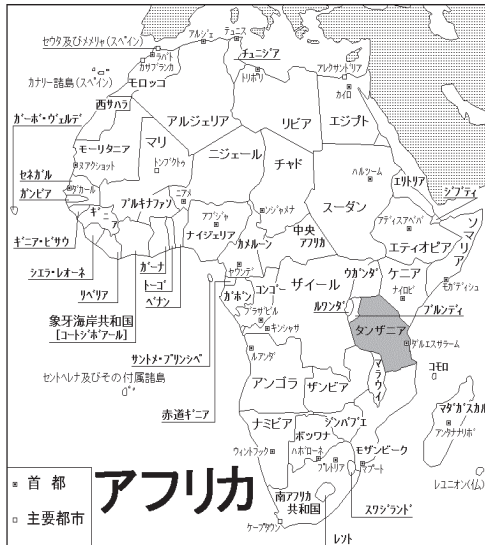 セウタ及びメメリャ(スペイン)
アルジェ
テュニス
チュニジア
ラバト
カサブランカ
トリポリ
アレクサンドリア
カイロ
カナリー諸島(スペイン)
モロッコ
西サハラ
ガーボ・ヴェルデ
アルジェリア
リビア
エジプト
モーリタニア
ヌアクショット
マリ
トンブクトゥ
ニジェール
チャド
ハルツーム
エリトリア
セネガル
ダカール
ガンビア
ニアメ
ブルキナファソ
ンジャメナ
スーダン
ジブティ
ギニア
アブジャ
ナイジェリア
アディスアベバ
ソマリア
ギニア・ビサウ
カメルーン
中央
アフリカ
エチオピア
シエラ・レオーネ
ガーナ
ヤウンデ
ウガンダ
ケニア
リベリア
トーゴ
ガボン
コンゴー
ザイール
ナイロビ
モガディシュ
ベナン
ブラザビル
ルワンダ
ブルンディ
象牙海岸共和国
[コートジボアール]
キンシャサ
タンザニア
ダルエスサラーム
サントメ・プリンシペ
ルアンダ
セントヘレナ及びその付属諸島
マラウイ
コモロ
アンゴラ
ザンビア
赤道ギニア
マダガスカル
アンタナナリボ
ナミビア
ジンバブエ
ボツワナ
ウィントフック
ハボローネ
モザンビーク
プレトリア
マプート
レユニオン(仏)
首都
主要都市
アフリカ
南アフリカ
共和国
スワジランド
ケープタウン
レソト